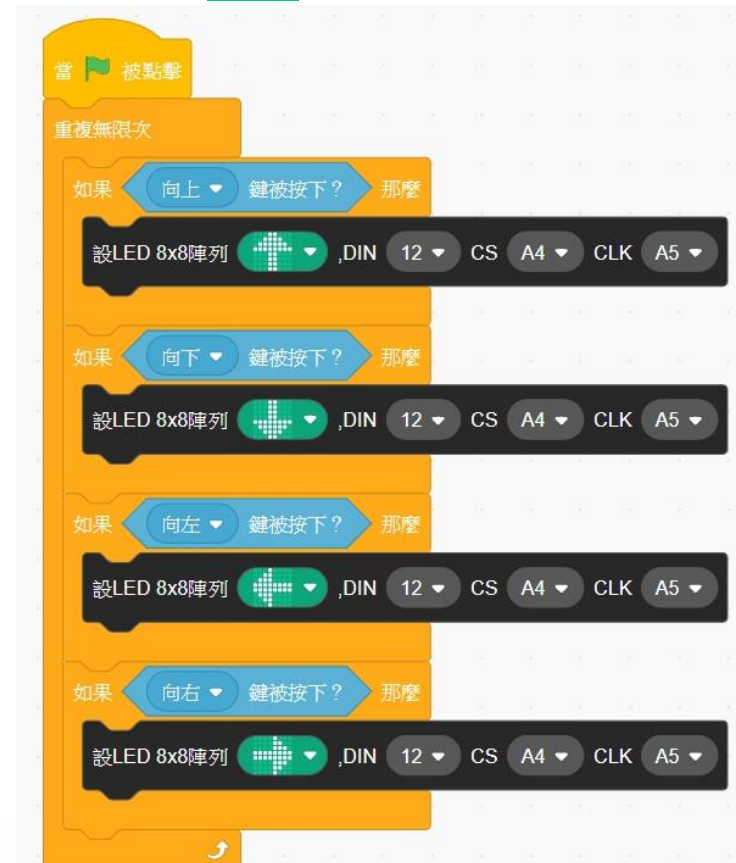 當 被點擊
重複無限次
如果 向上 鍵被按下？ 那麼
設LED 8x8陣列 ,DIN 12 CS A4 CLK A5
如果 向下 鍵被按下？ 那麼
設LED 8x8陣列 ,DIN 12 CS A4 CLK A5
如果 向左 鍵被按下？ 那麼
設LED 8x8陣列 ,DIN 12 CS A4 CLK A5
如果 向右 鍵被按下？ 那麼
設LED 8x8陣列 ,DIN 12 CS A4 CLK A5